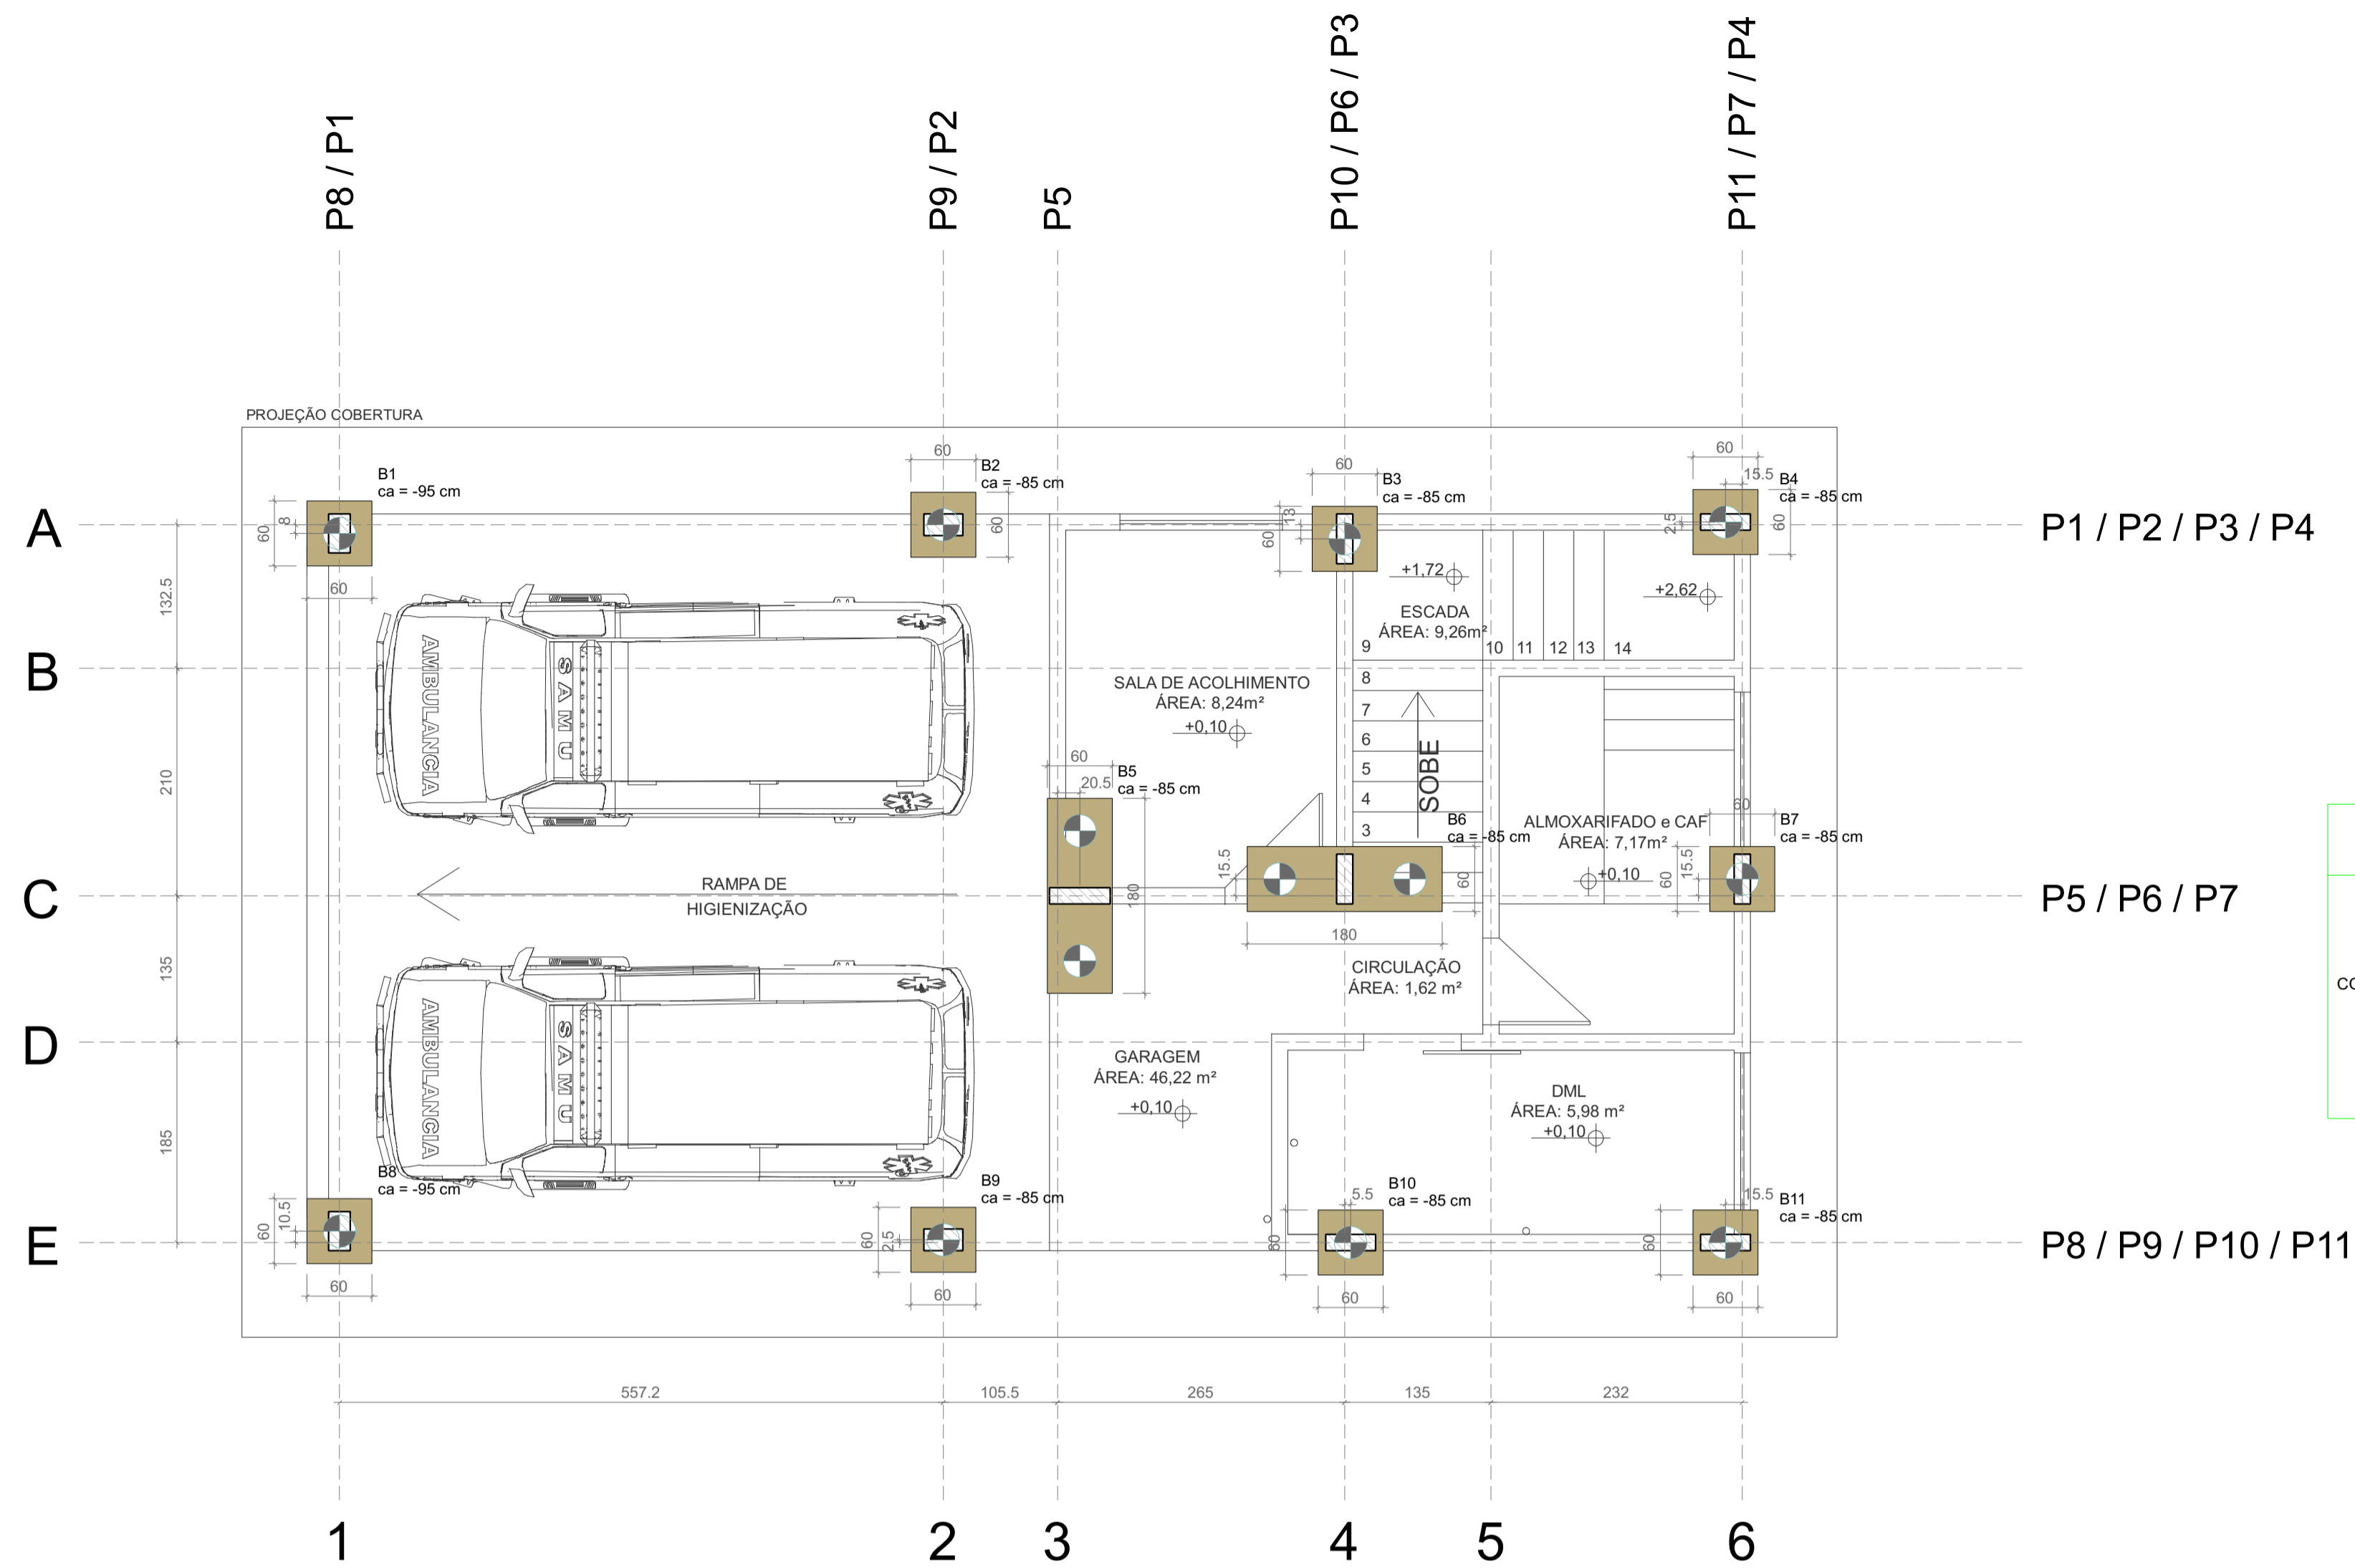 P8 / P1
P9 / P2
P5
P10 / P6 / P3
P11 / P7 / P4
PROJEÇÃO COBERTURA
A
B
C
D
E
P1 / P2 / P3 / P4
P5 / P6 / P7
P8 / P9 / P10 / P11
132.5
210
135
185
B1
ca = -95 cm
60
8
60
60
B2
ca = -85 cm
60
60
B3
ca = -85 cm
13
60
60
15.5
B4
ca = -85 cm
2.5
60
+1,72
ESCADA
ÁREA: 9,26m²
+2,62
9
10
11
12
13
14
8
7
6
5
4
3
SOBE
SALA DE ACOLHIMENTO
ÁREA: 8,24m²
+0,10
AMBULANCIA
SAMU
60
20.5
B5
ca = -85 cm
180
15.5
B6
ca = -85 cm
60
180
ALMOXARIFADO e CAF
ÁREA: 7,17m²
+0,10
60
B7
ca = -85 cm
15.5
60
RAMPA DE
HIGIENIZAÇÃO
CIRCULAÇÃO
ÁREA: 1,62 m²
AMBULANCIA
SAMU
GARAGEM
ÁREA: 46,22 m²
+0,10
DML
ÁREA: 5,98 m²
+0,10
B8
ca = -95 cm
60
10.5
60
B9
ca = -85 cm
60
2.5
60
B10
ca = -85 cm
5.5
60
60
B11
ca = -85 cm
15.5
60
60
557.2
105.5
265
135
232
1
2
3
4
5
6